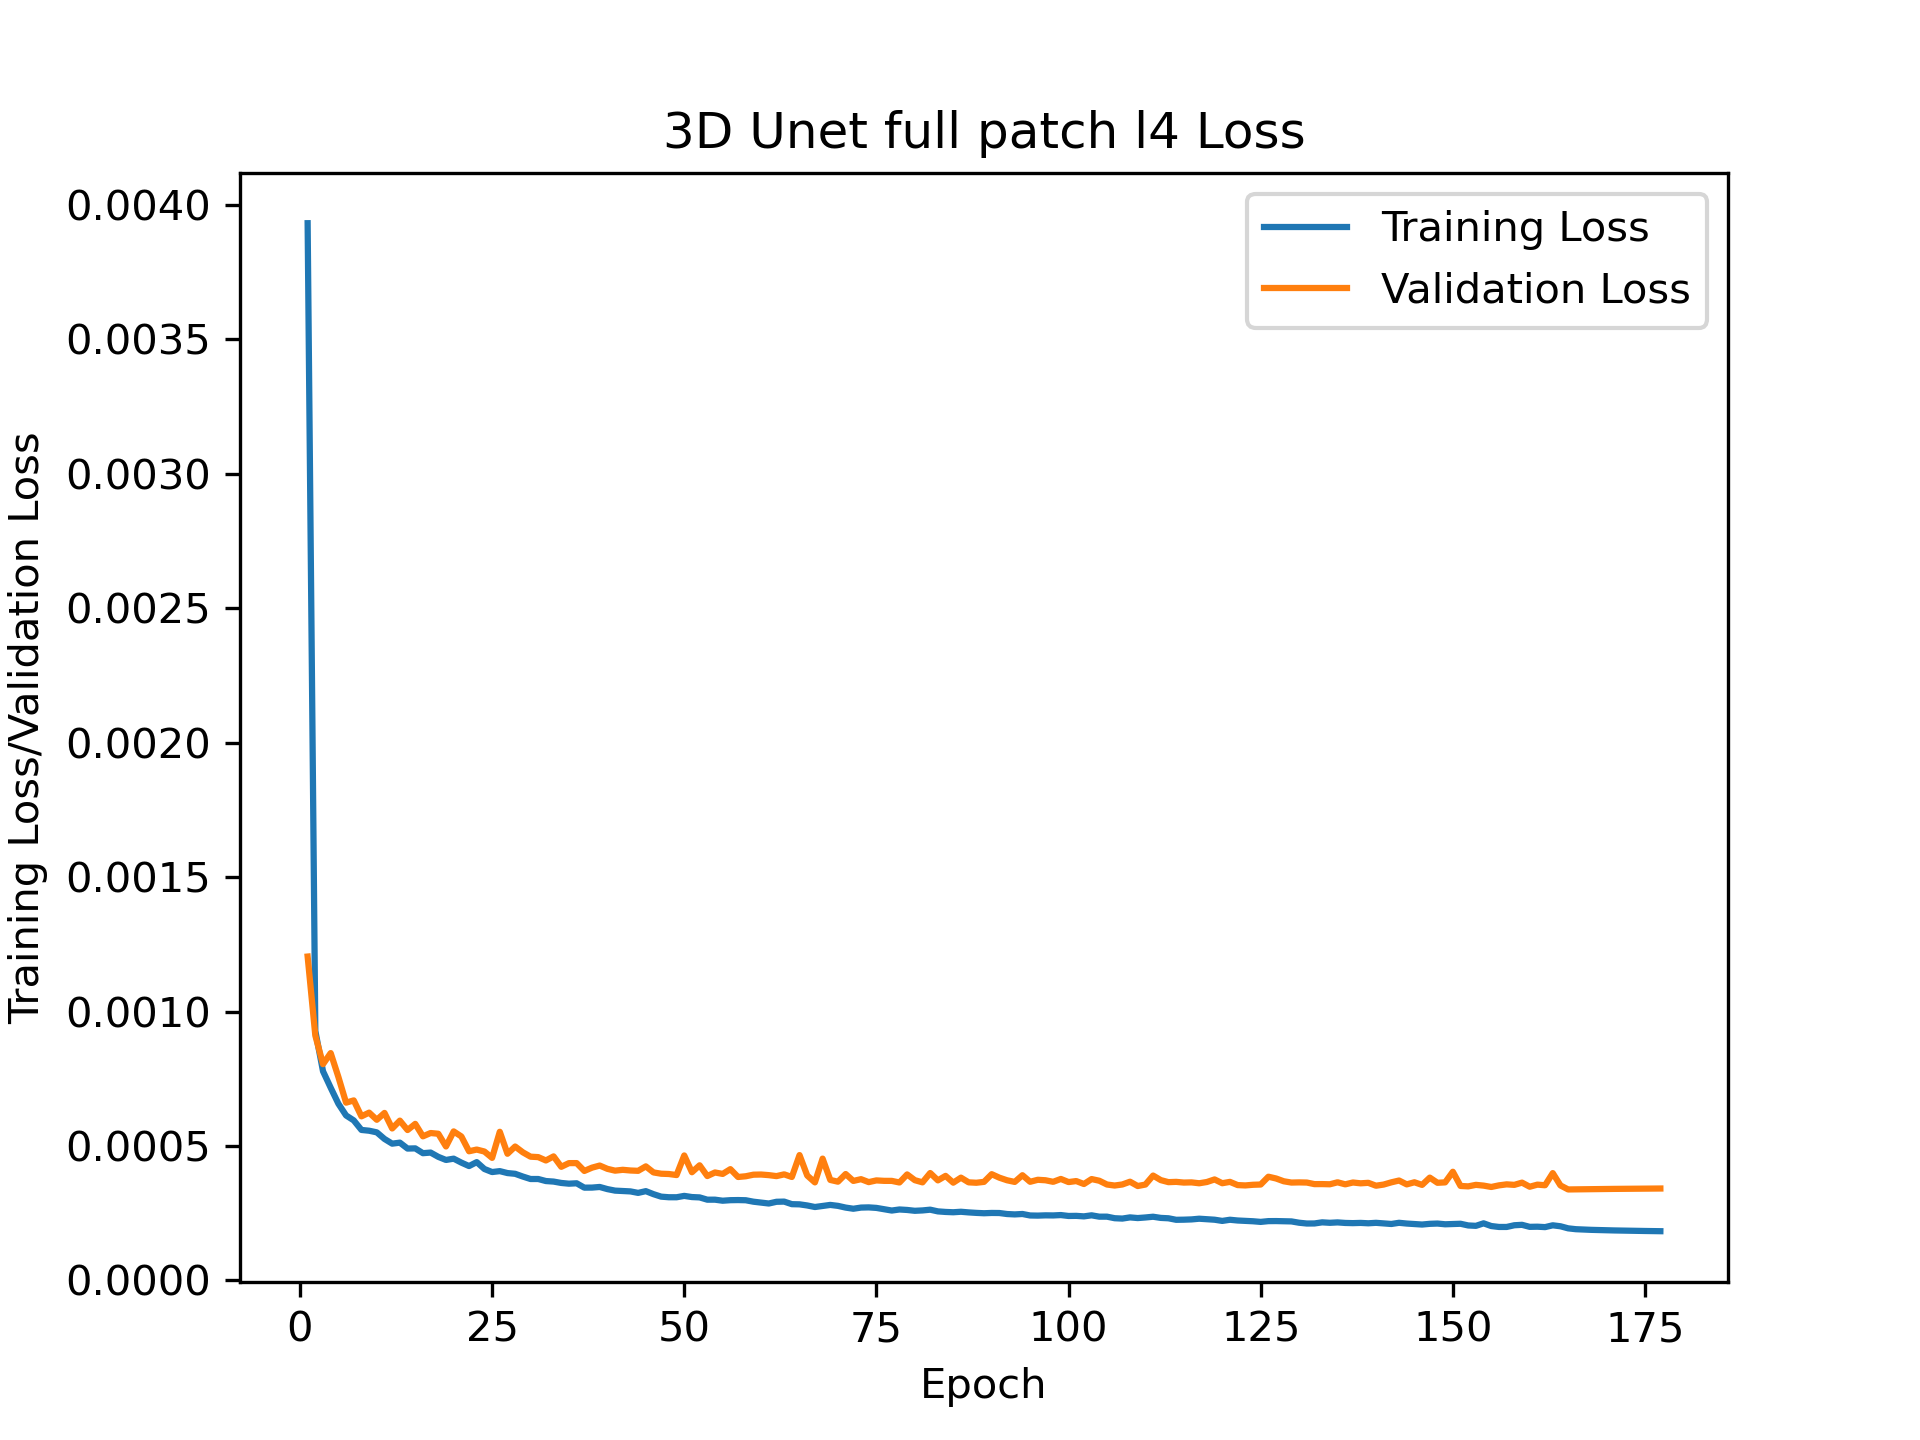 3D Unet full patch l4 Loss
Training Loss
Validation Loss
Training Loss/Validation Loss
0.0040
0.0035
0.0030
0.0025
0.0020
0.0015
0.0010
0.0005
0.0000
0 25 50 75 100 125 150 175
Epoch